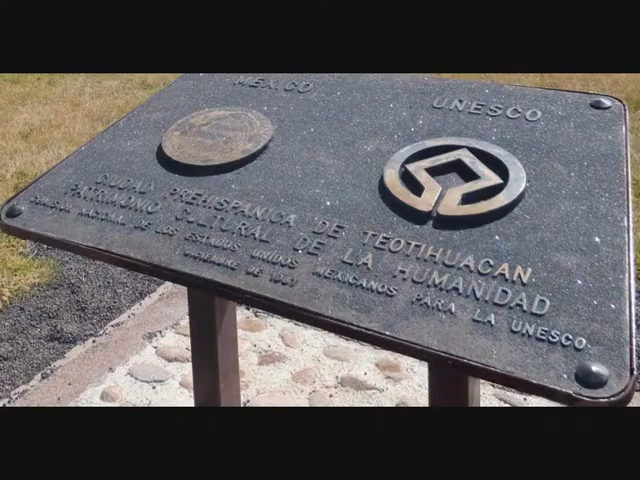 MEXICO
UNESCO
CIUDAD PREHISPANICA DE TEOTIHUACAN
PATRIMONIO CULTURAL DE LA HUMANIDAD
COMISION NACIONAL DE LOS ESTADOS UNIDOS MEXICANOS PARA LA UNESCO
DICIEMBRE DE